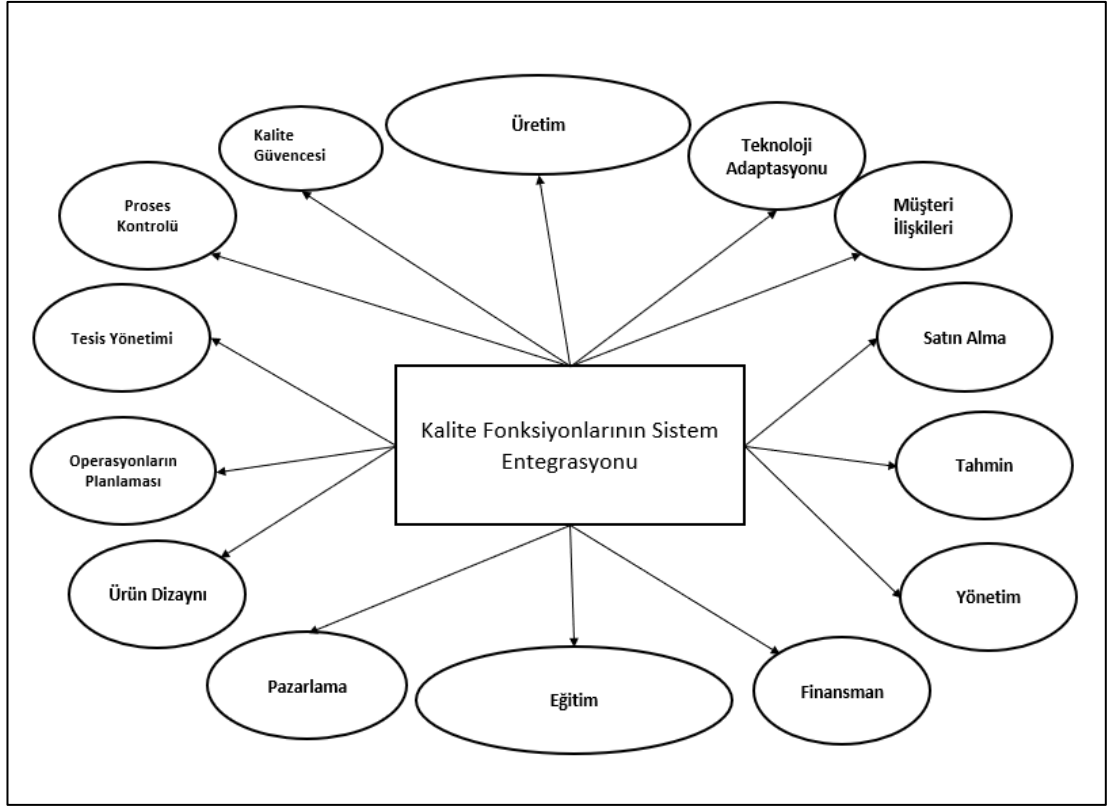 Üretim
Kalite
Güvencesi
Teknoloji
Adaptasyonu
Proses
Kontrolü
Müşteri
İlişkileri
Tesis Yönetimi
Satın Alma
Kalite Fonksiyonlarının Sistem
Entegrasyonu
Operasyonların
Planlaması
Tahmin
Ürün Dizaynı
Yönetim
Pazarlama
Eğitim
Finansman